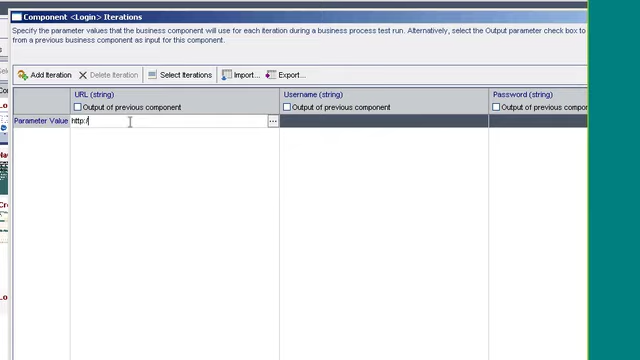 Component <Login> Iterations
Specify the parameter values that the business component will use for each iteration during a business process test run. Alternatively, select the Output parameter check box to
from a previous business component as input for this component.
Add Iteration Delete Iteration Select Iterations Import... Export...
URL (string) Username (string) Password (string)
Output of previous component Output of previous component Output of previous compor
Parameter Value http:/ ...